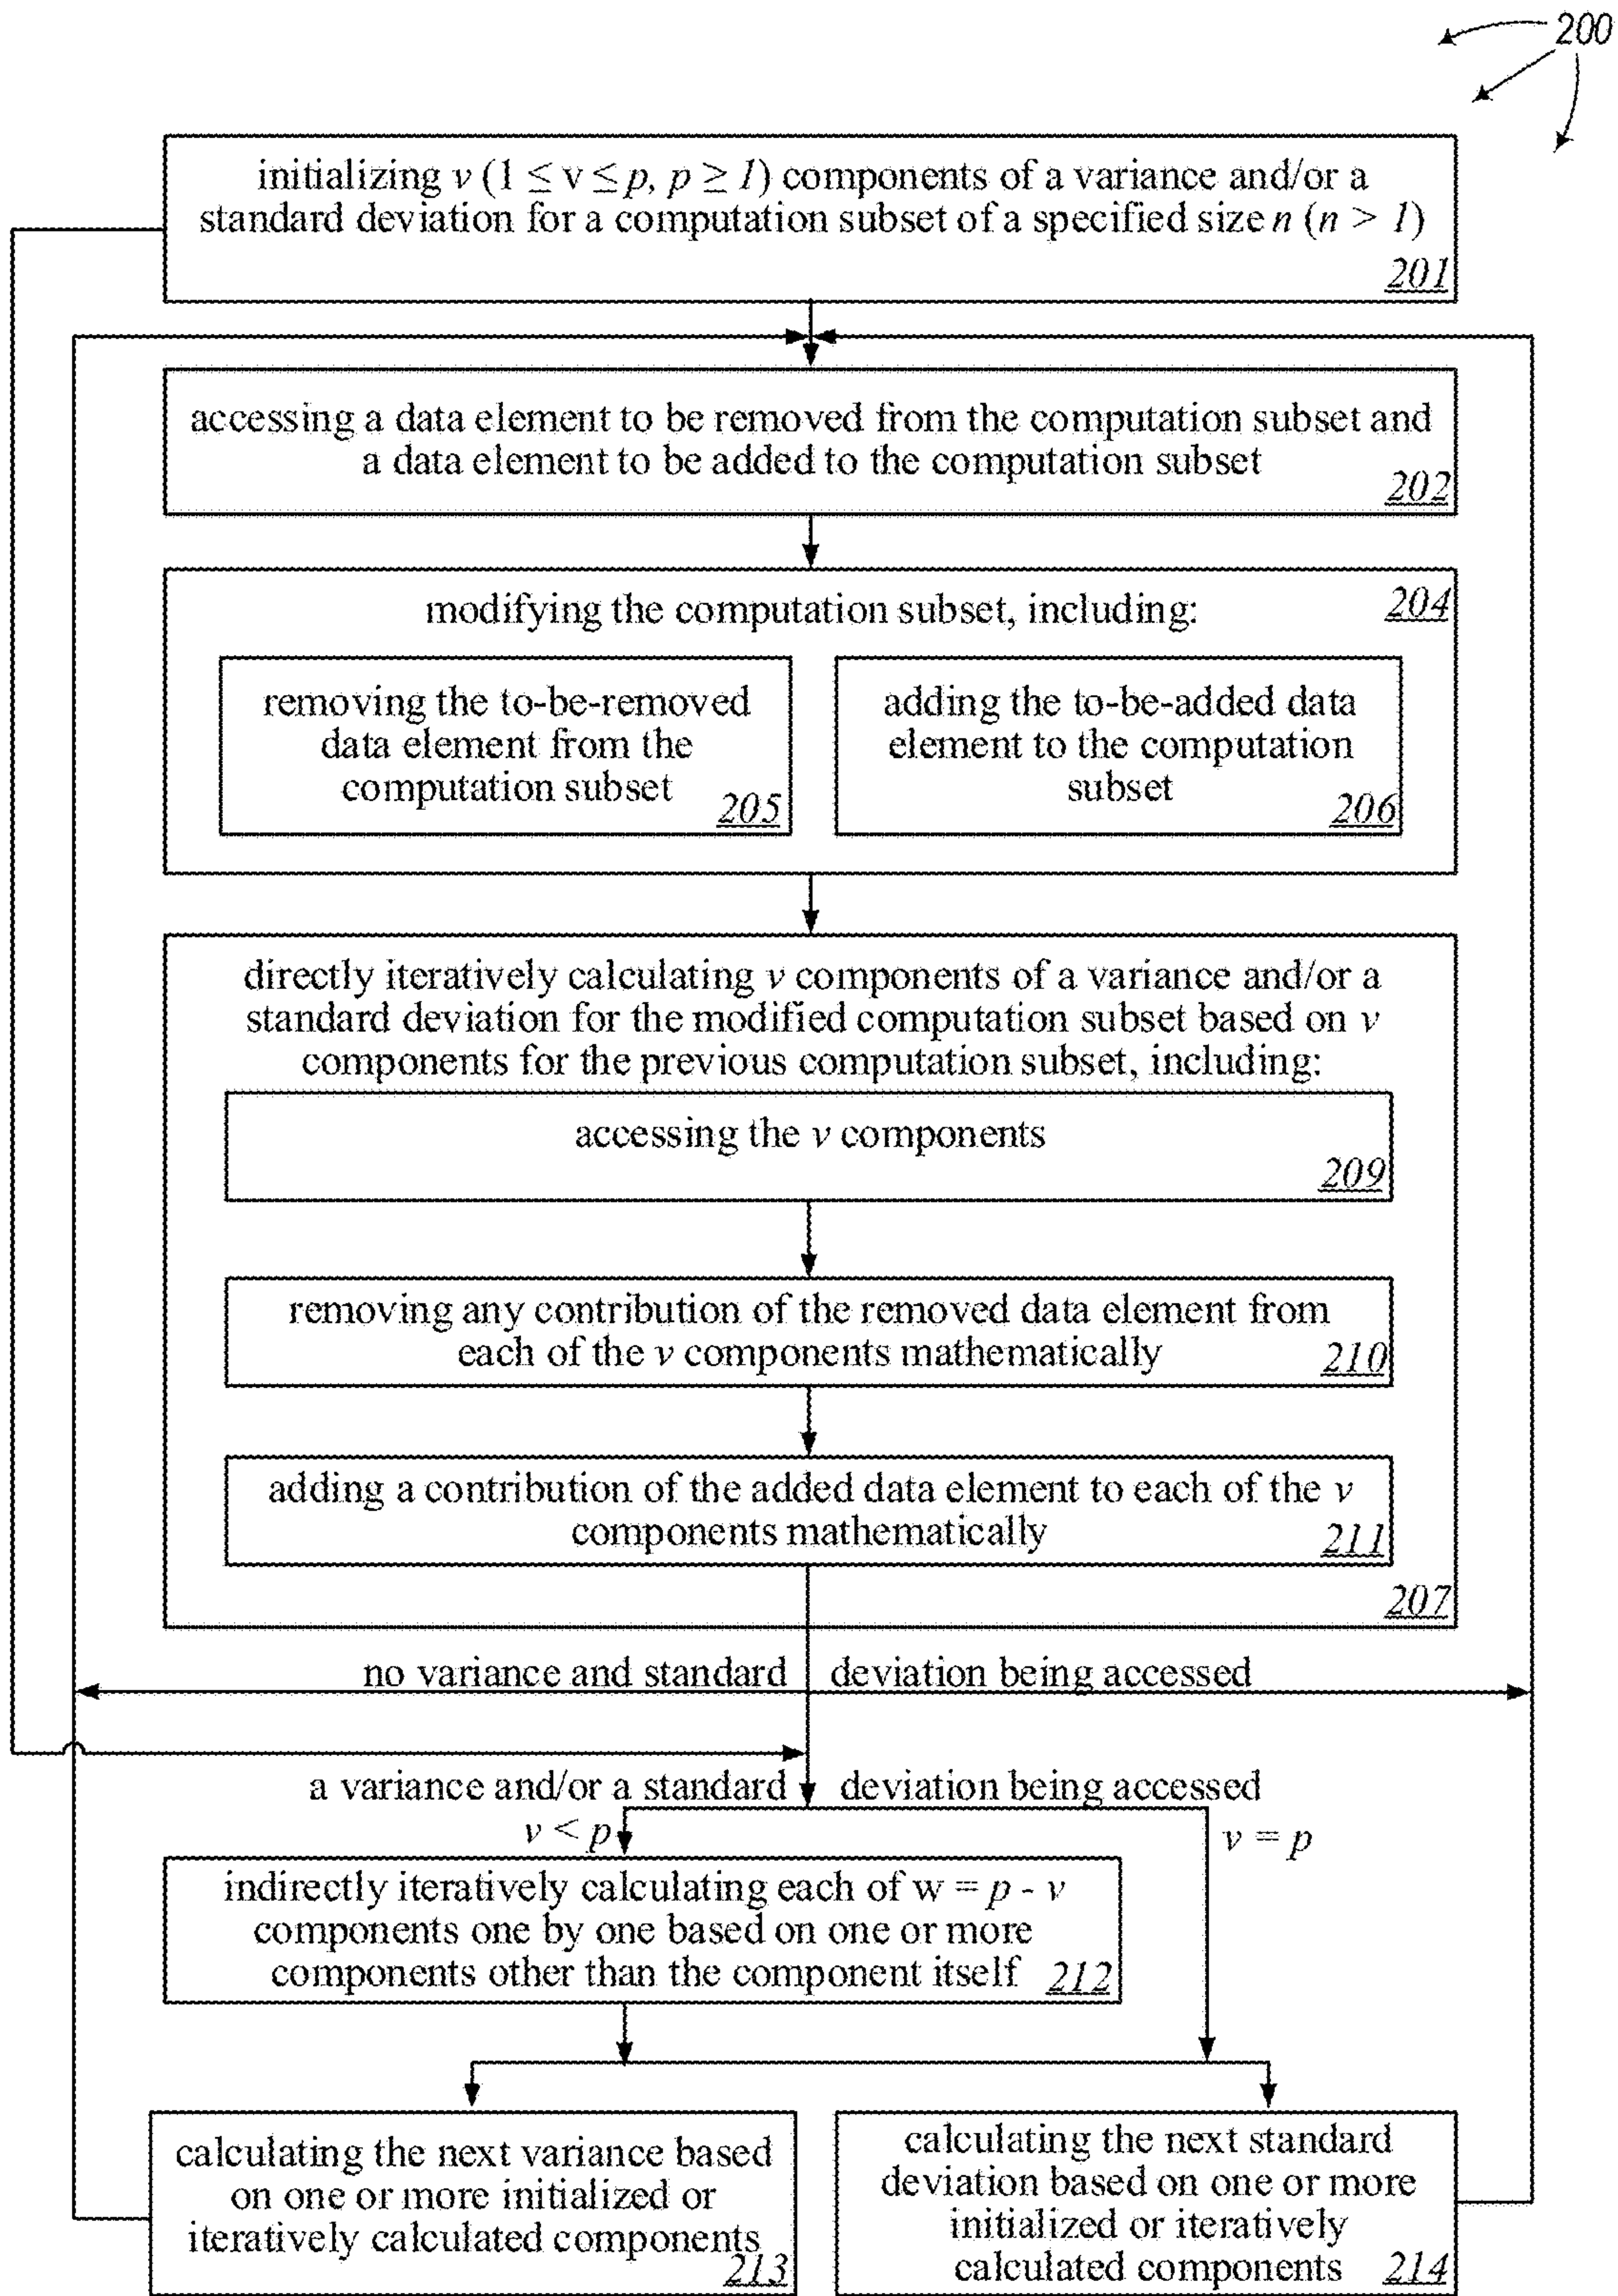 200
initializing v (1 ≤ v ≤ p, p ≥ 1) components of a variance and/or a
standard deviation for a computation subset of a specified size n (n > 1)
201
accessing a data element to be removed from the computation subset and
a data element to be added to the computation subset
202
modifying the computation subset, including:
204
removing the to-be-removed
data element from the
computation subset
205
adding the to-be-added data
element to the computation
subset
206
directly iteratively calculating v components of a variance and/or a
standard deviation for the modified computation subset based on v
components for the previous computation subset, including:
accessing the v components
209
removing any contribution of the removed data element from
each of the v components mathematically
210
adding a contribution of the added data element to each of the v
components mathematically
211
207
no variance and standard deviation being accessed
a variance and/or a standard deviation being accessed
v < p
v = p
indirectly iteratively calculating each of w = p - v
components one by one based on one or more
components other than the component itself
212
calculating the next variance based
on one or more initialized or
iteratively calculated components
213
calculating the next standard
deviation based on one or more
initialized or iteratively
calculated components
214